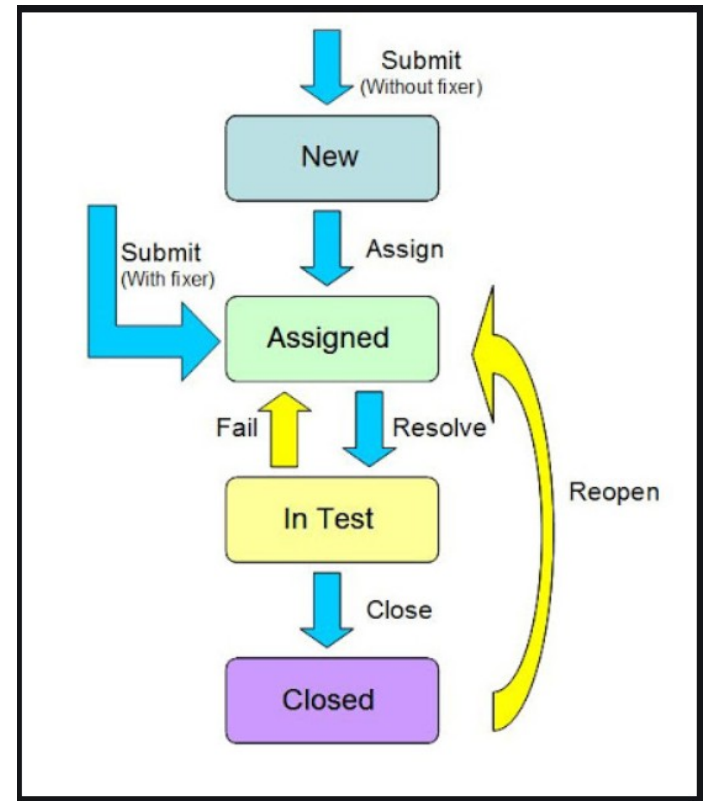 Submit
(Without fixer)
New
Assign
Submit
(With fixer)
Assigned
Fail
Resolve
Reopen
In Test
Close
Closed